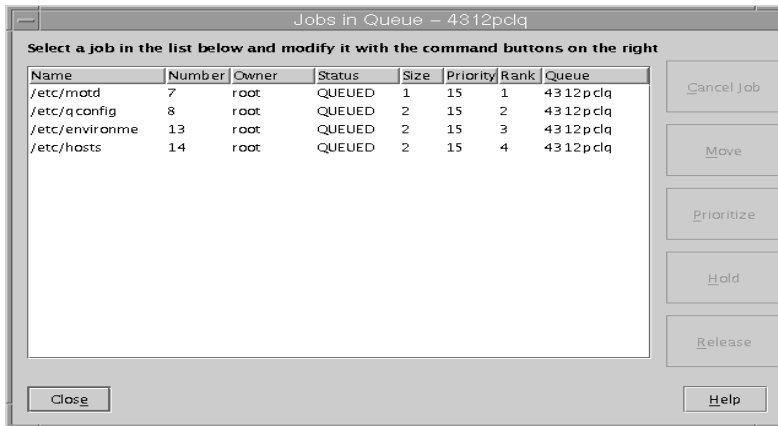 Jobs in Queue – 4312pclq
Select a job in the list below and modify it with the command buttons on the right
Name Number Owner Status Size Priority Rank Queue
/etc/motd 7 root QUEUED 1 15 1 4312pclq
/etc/qconfig 8 root QUEUED 2 15 2 4312pclq
/etc/environme 13 root QUEUED 2 15 3 4312pclq
/etc/hosts 14 root QUEUED 2 15 4 4312pclq
Cancel Job
Move
Prioritize
Hold
Release
Close
Help